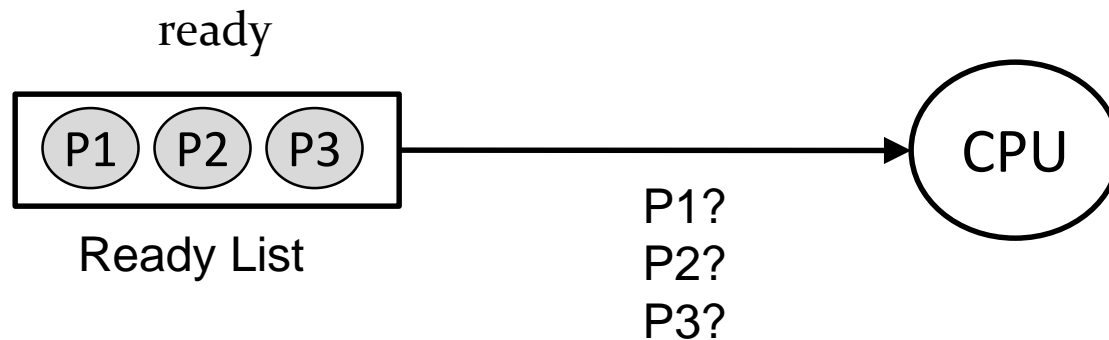 ready
P1 P2 P3
CPU
Ready List
P1?
P2?
P3?